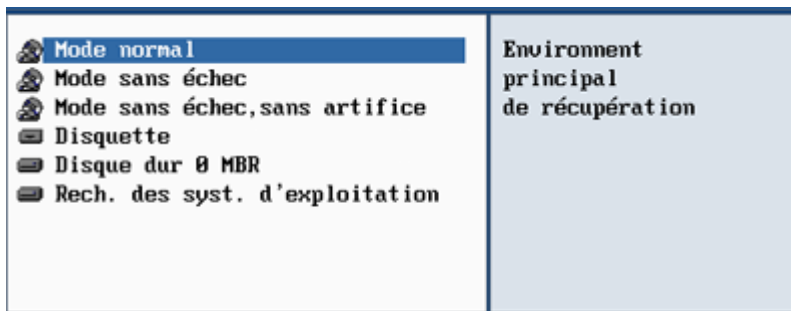 Mode normal
Mode sans échec
Mode sans échec,sans artifice
Disquette
Disque dur 0 MBR
Rech. des syst. d'exploitation
Environnent
principal
de récupération